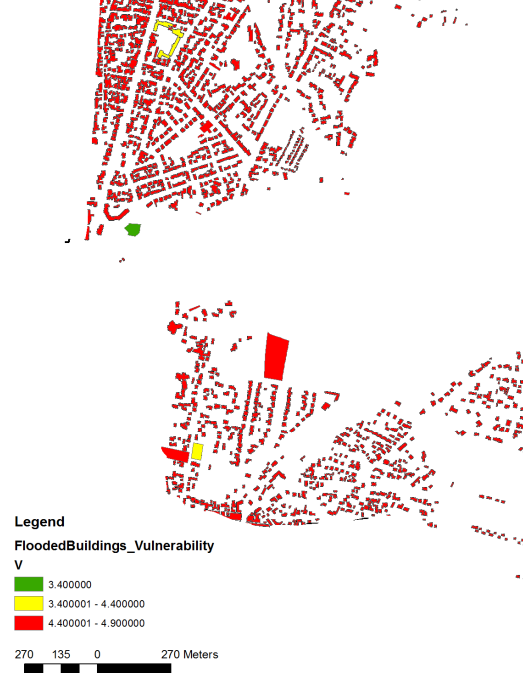 Legend
FloodedBuildings_Vulnerability
V
3.400000
3.400001 - 4.400000
4.400001 - 4.900000
270 135 0 270 Meters